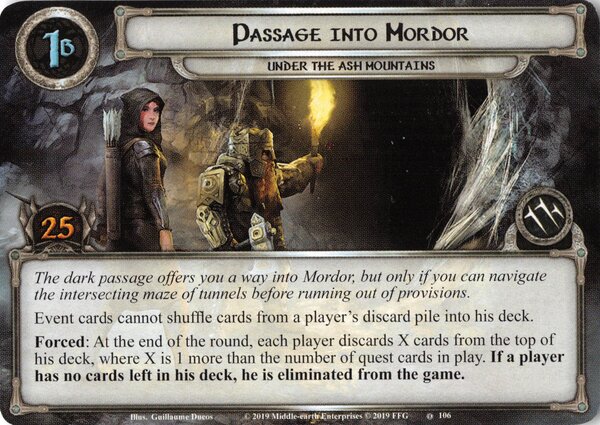 1B
PASSAGE INTO MORDOR
UNDER THE ASH MOUNTAINS
25
The dark passage offers you a way into Mordor, but only if you can navigate
the intersecting maze of tunnels before running out of provisions.
Event cards cannot shuffle cards from a player's discard pile into his deck.
Forced: At the end of the round, each player discards X cards from the top of
his deck, where X is 1 more than the number of quest cards in play. If a player
has no cards left in his deck, he is eliminated from the game.
Illus. Guillaume Ducos © 2019 Middle-earth Enterprises © 2019 FFG 106